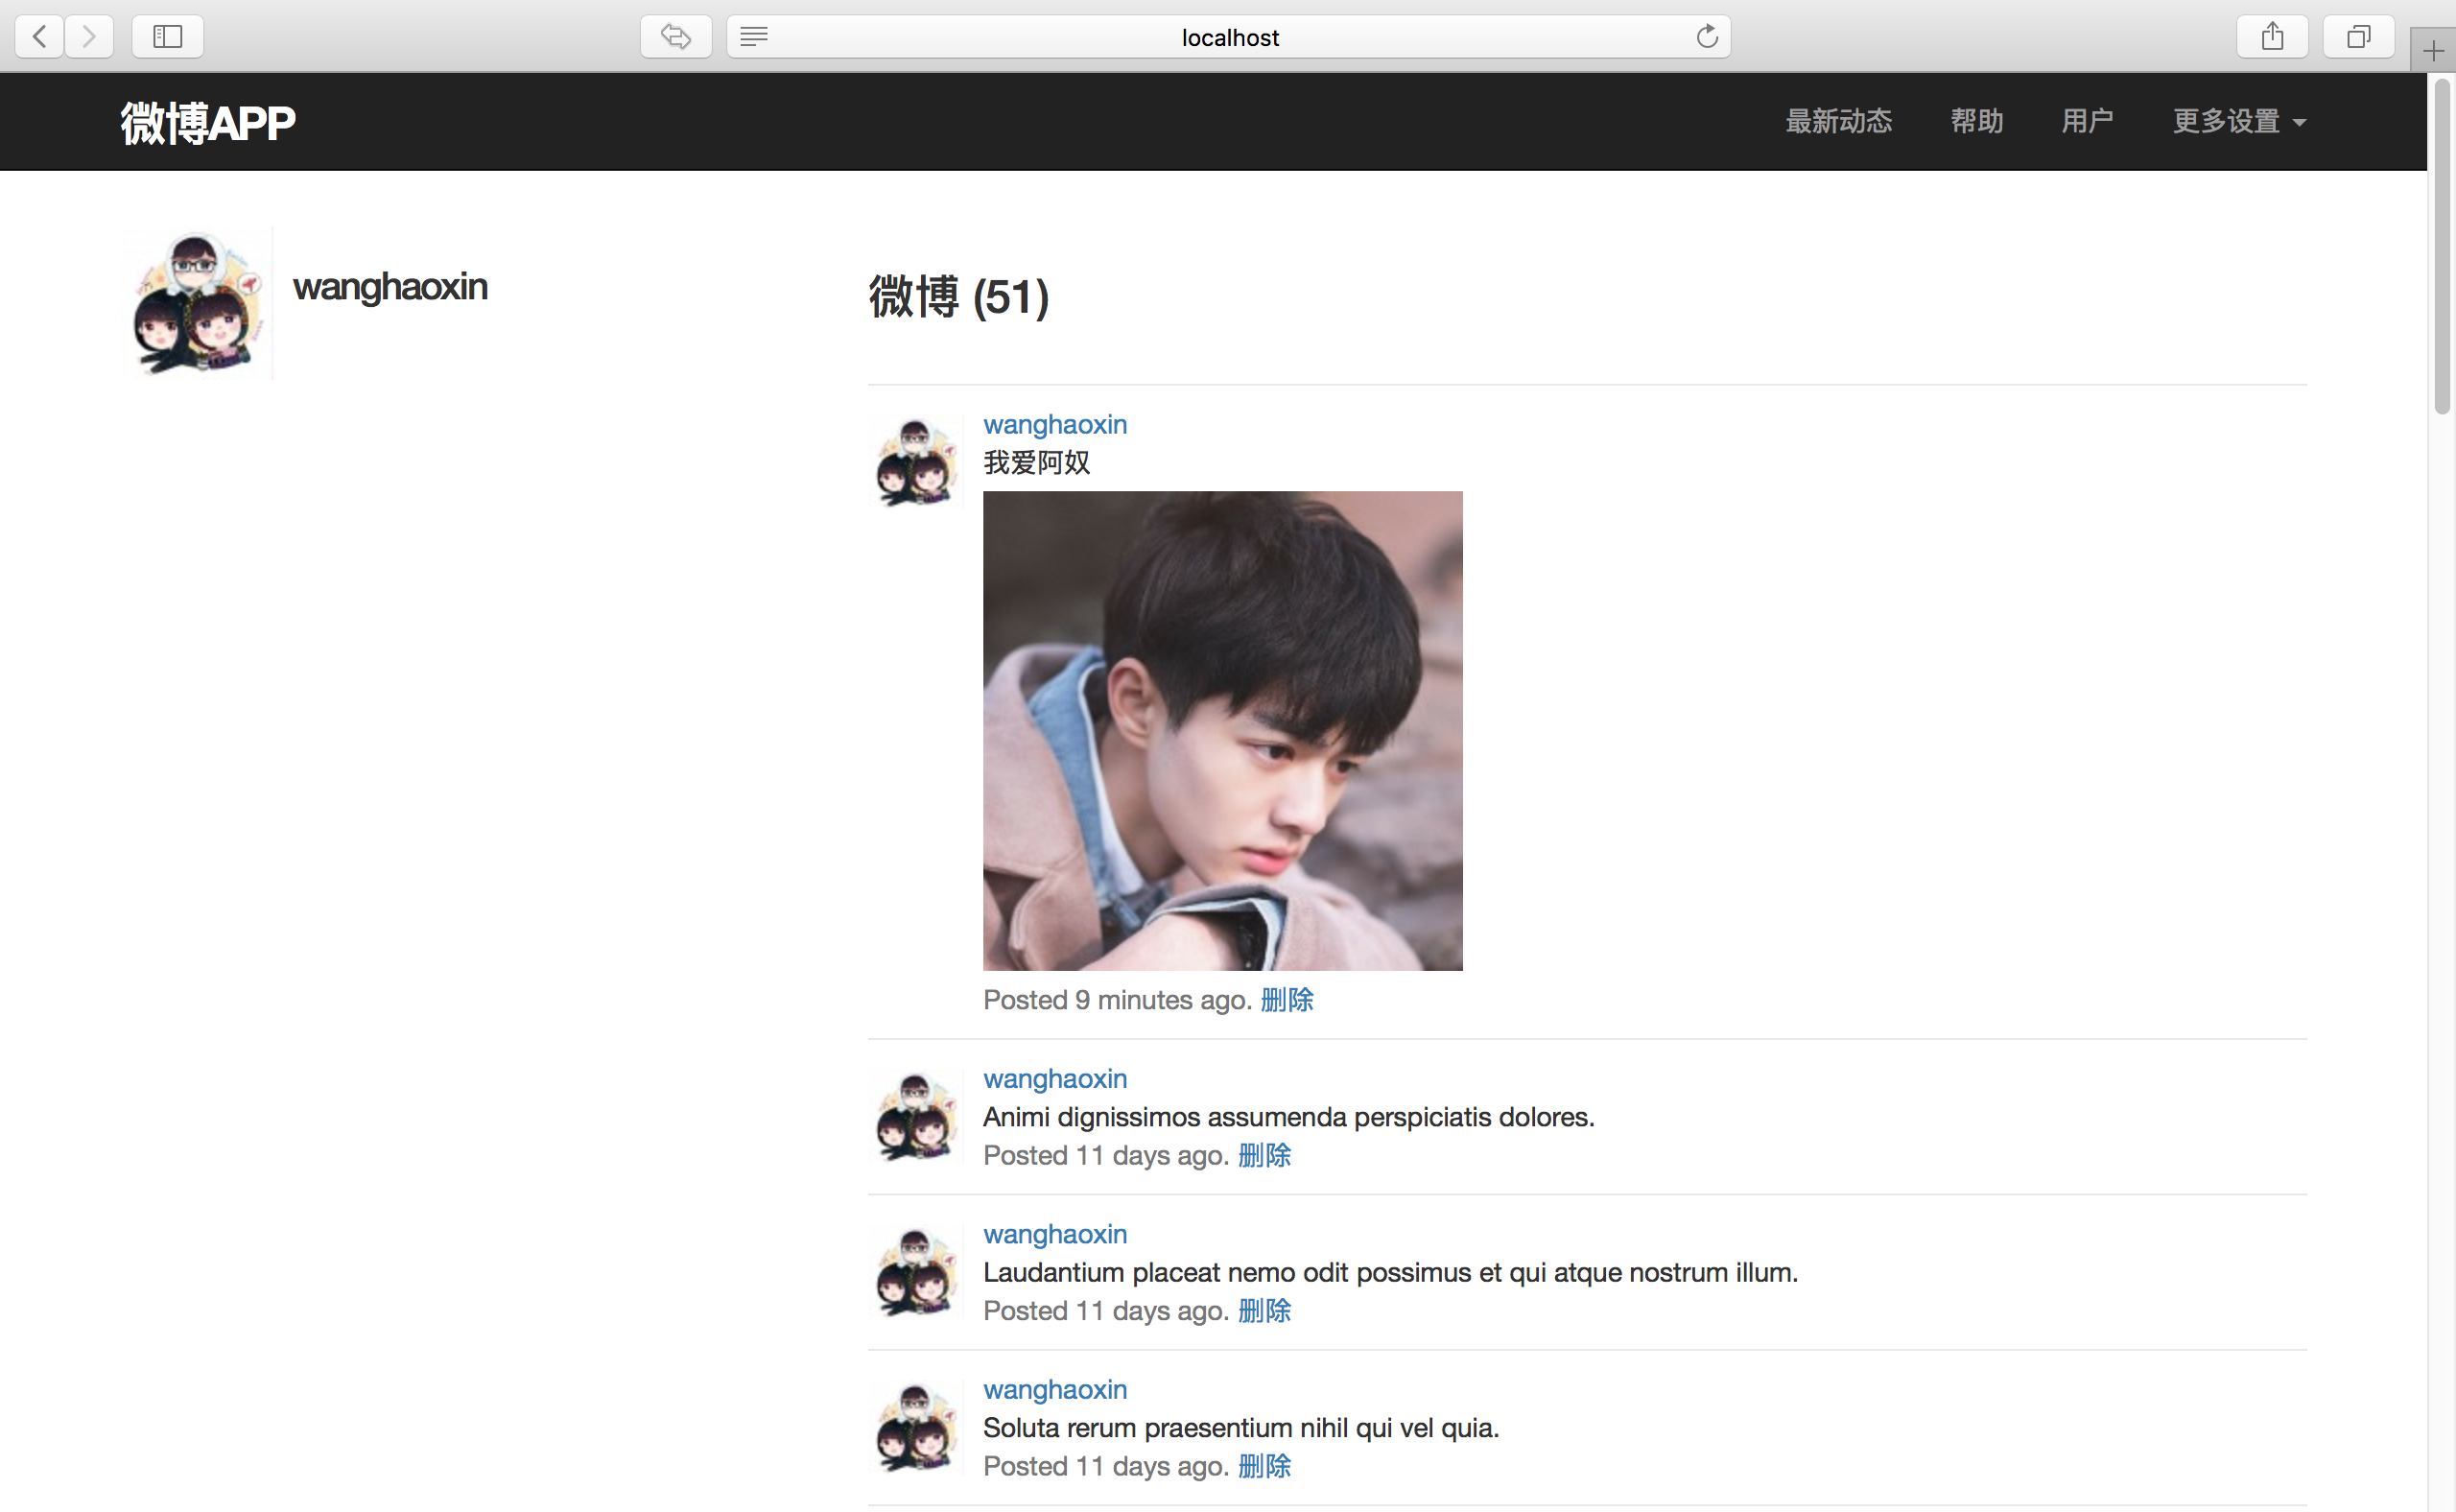 localhost
微博APP
最新动态 帮助 用户 更多设置
wanghaoxin
微博 (51)
wanghaoxin
我爱阿奴
Posted 9 minutes ago. 删除
wanghaoxin
Animi dignissimos assumenda perspiciatis dolores.
Posted 11 days ago. 删除
wanghaoxin
Laudantium placeat nemo odit possimus et qui atque nostrum illum.
Posted 11 days ago. 删除
wanghaoxin
Soluta rerum praesentium nihil qui vel quia.
Posted 11 days ago. 删除